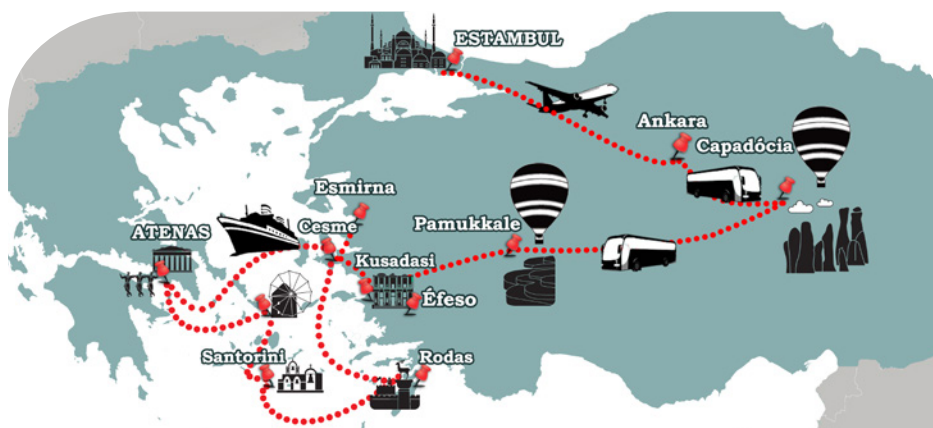 ESTAMBUL
Ankara
Capadócia
Esmirna
Cesme
ATENAS
Pamukkale
Kusadasi
Éfeso
Santorini
Rodas